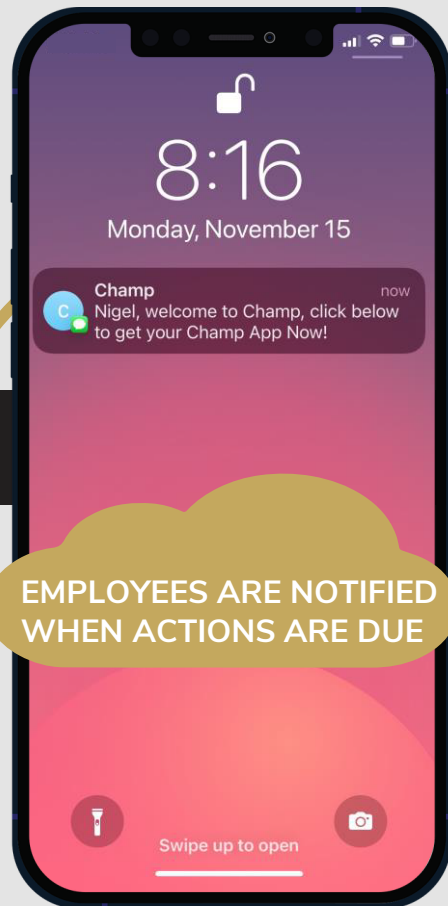 8:16
Monday, November 15
Champ now
C
Nigel, welcome to Champ, click below
to get your Champ App Now!
EMPLOYEES ARE NOTIFIED
WHEN ACTIONS ARE DUE
Swipe up to open